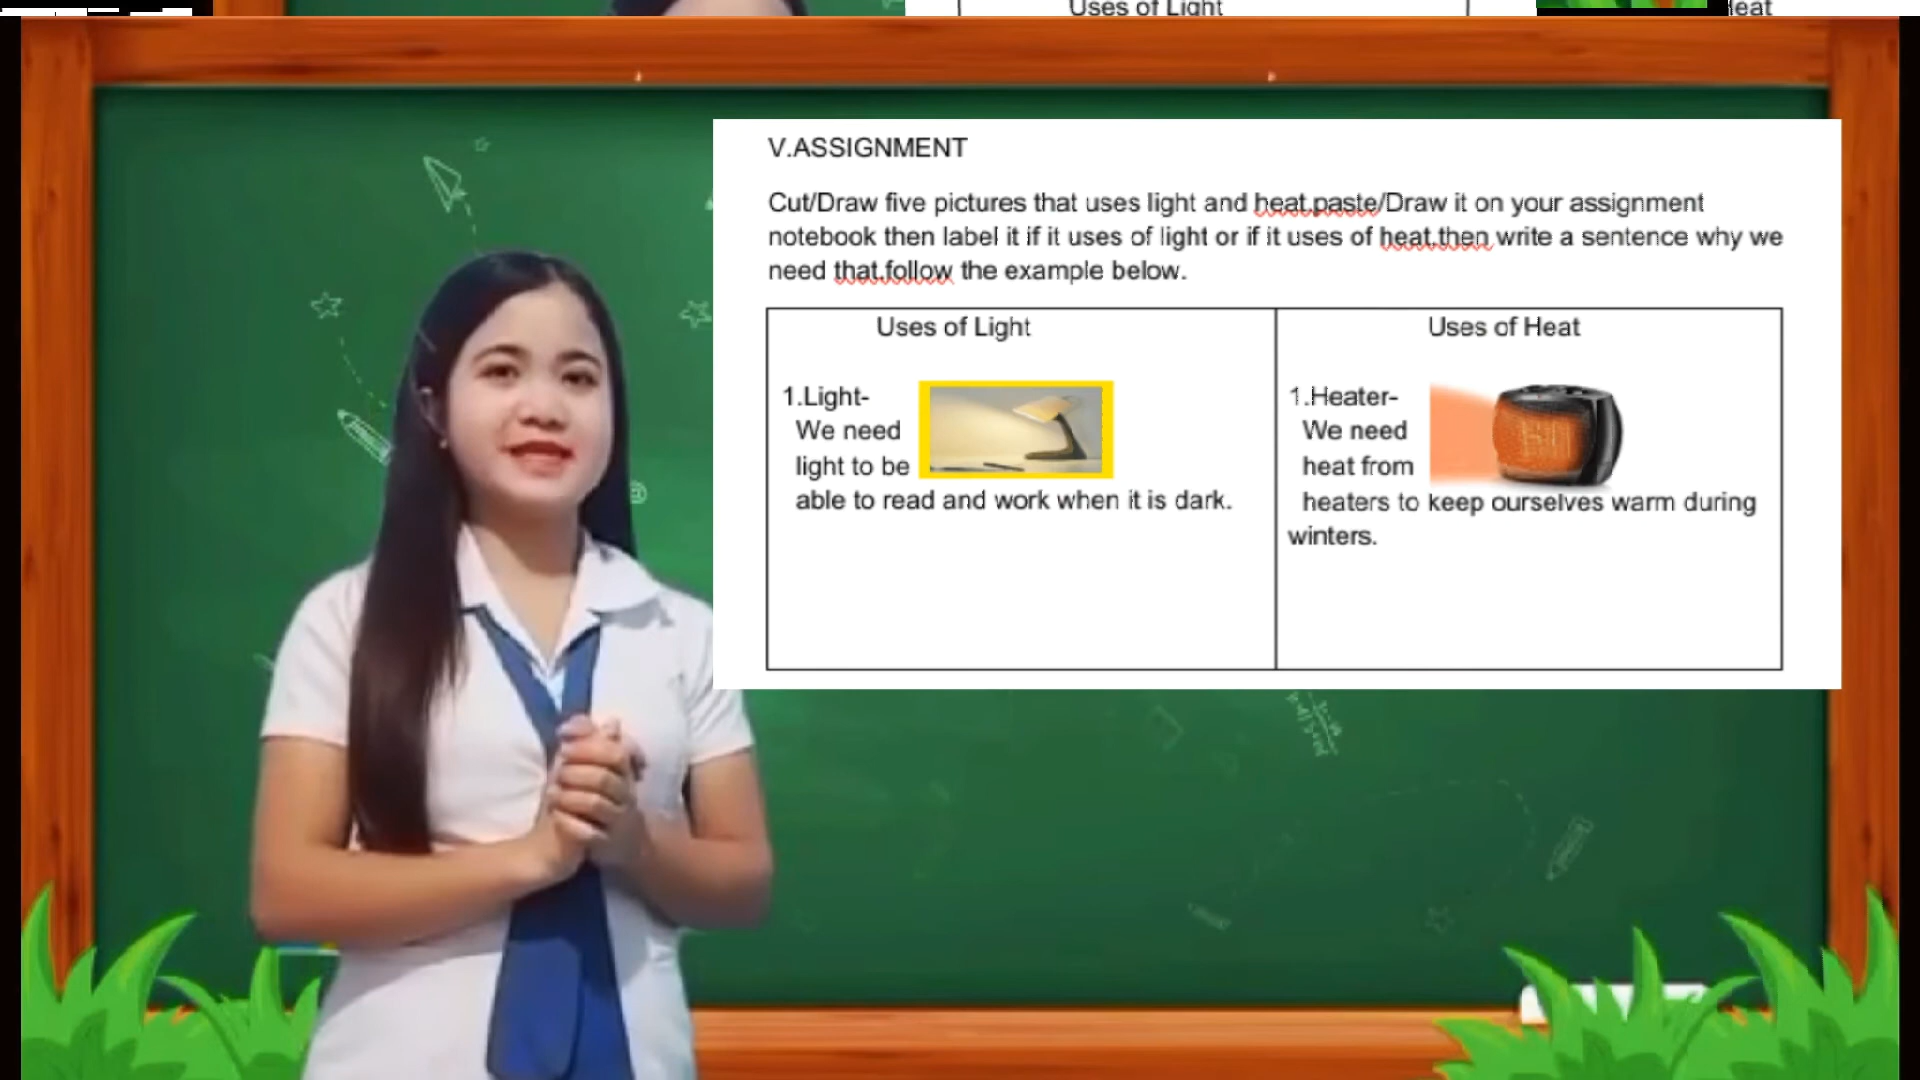 Uses of Light
Heat
V.ASSIGNMENT
Cut/Draw five pictures that uses light and heat.paste/Draw it on your assignment
notebook then label it if it uses of light or if it uses of heat.then write a sentence why we
need that.follow the example below.
Uses of Light
Uses of Heat
1.Light-
We need
light to be
able to read and work when it is dark.
1.Heater-
We need
heat from
heaters to keep ourselves warm during
winters.